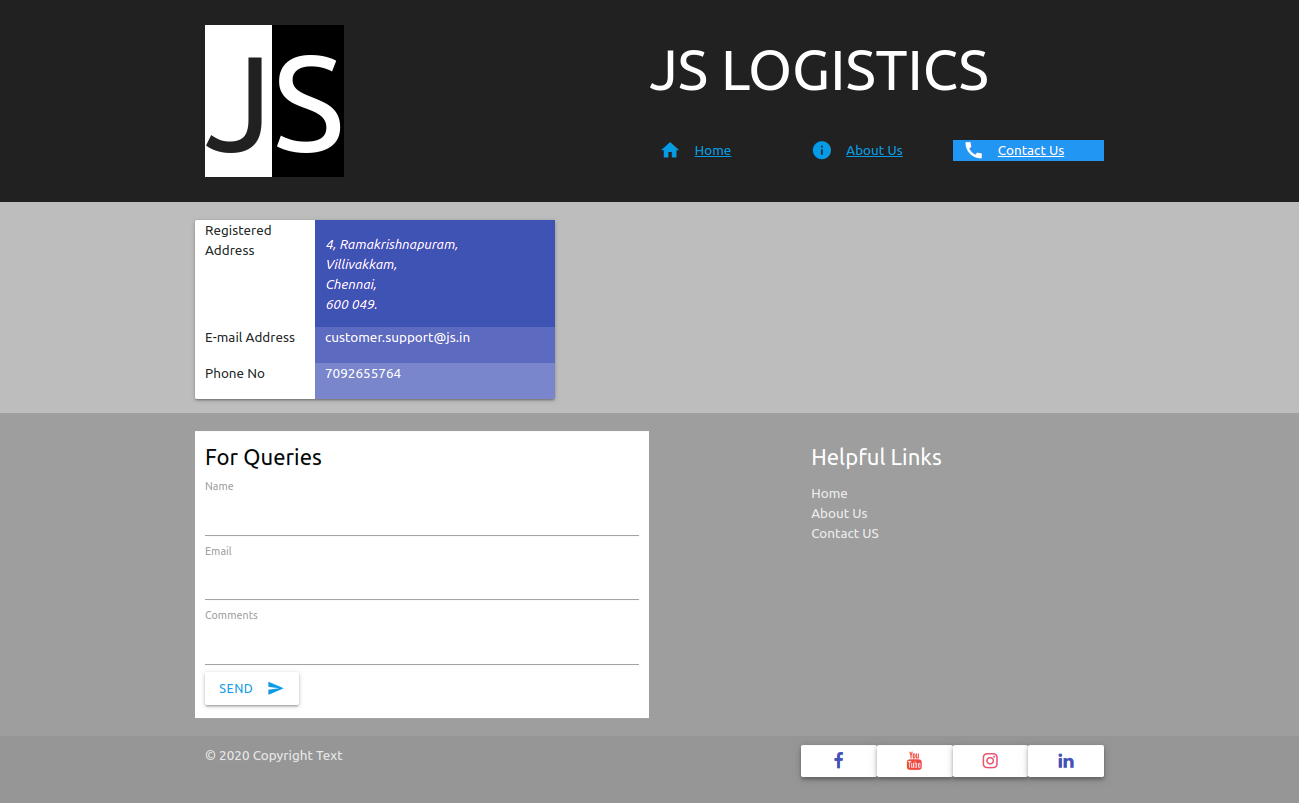 JS
JS LOGISTICS
Home
About Us
Contact Us
Registered
Address
4, Ramakrishnapuram,
Villivakkam,
Chennai,
600 049.
E-mail Address
customer.support@js.in
Phone No
7092655764
For Queries
Name
Email
Comments
SEND
Helpful Links
Home
About Us
Contact US
© 2020 Copyright Text
You
Tube